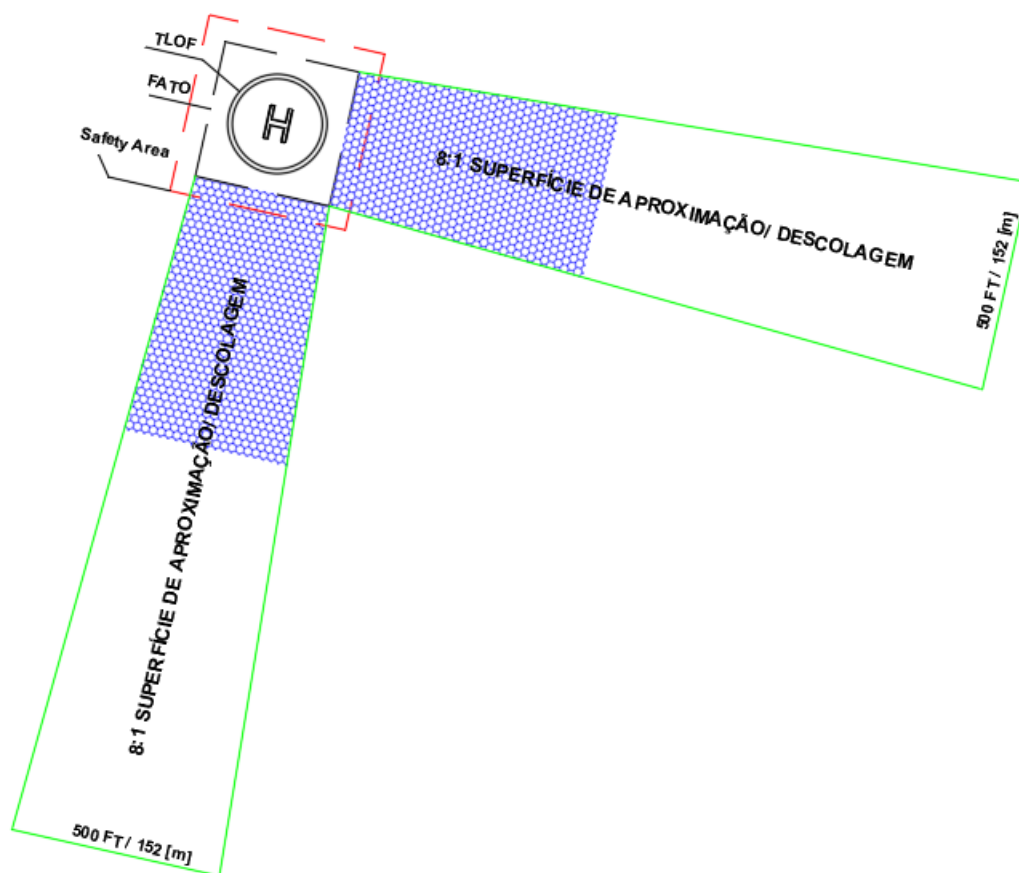 TLOF
FATO
Safety Area
H
8:1 SUPERFÍCIE DE APROXIMAÇÃO/ DESCOLAGEM
500 FT/ 152 [m]
8:1 SUPERFÍCIE DE APROXIMAÇÃO/ DESCOLAGEM
500 FT/ 152 [m]